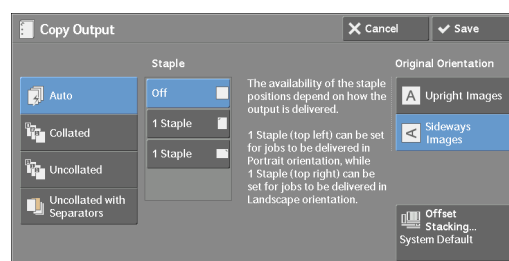 Copy Output
Cancel
Save
Staple
Original Orientation
Auto
Collated
Uncollated
Uncollated with
Separators
Off
1 Staple
1 Staple
The availability of the staple
positions depend on how the
output is delivered.
1 Staple (top left) can be set
for jobs to be delivered in
Portrait orientation, while
1 Staple (top right) can be
set for jobs to be delivered in
Landscape orientation.
A Upright Images
A Sideways
Images
Offset
Stacking...
System Default